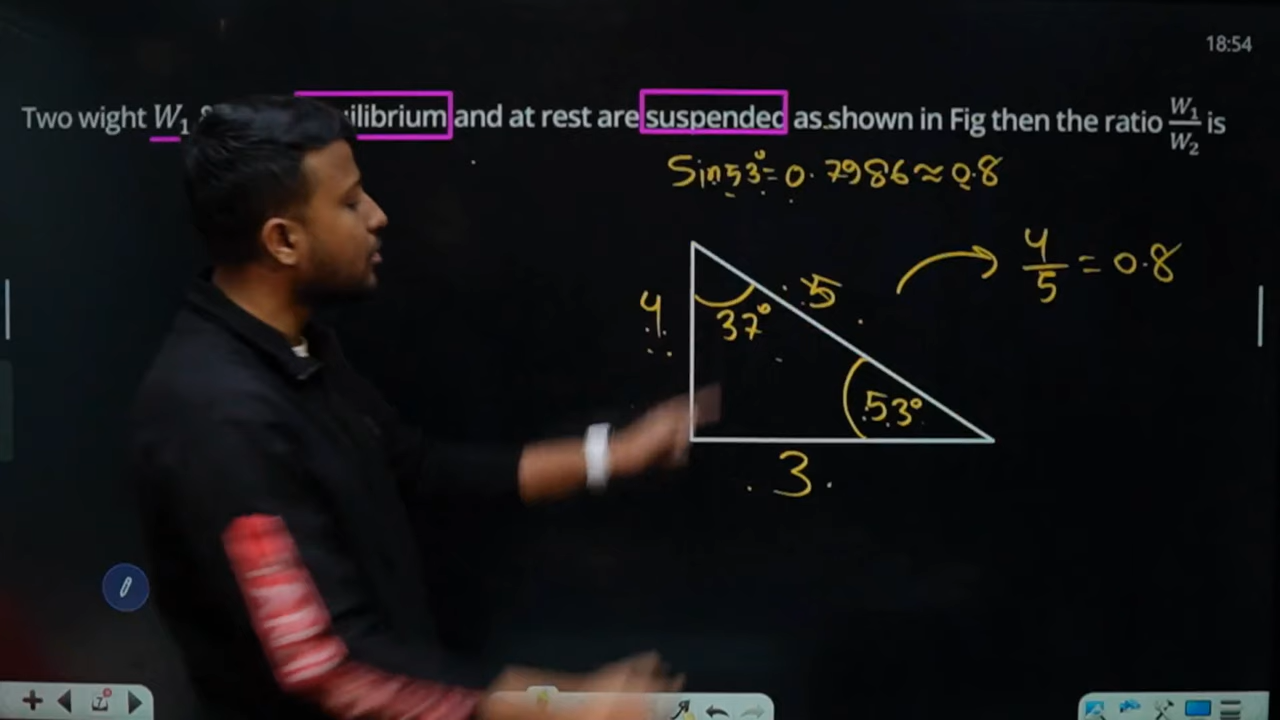 18:54
Two wight W₁ equilibrium and at rest are suspended as shown in Fig then the ratio W₁/W₂ is
Sin53°= 0.7986 ≈ 0.8
4/5 = 0.8
5
4
37°
53°
3